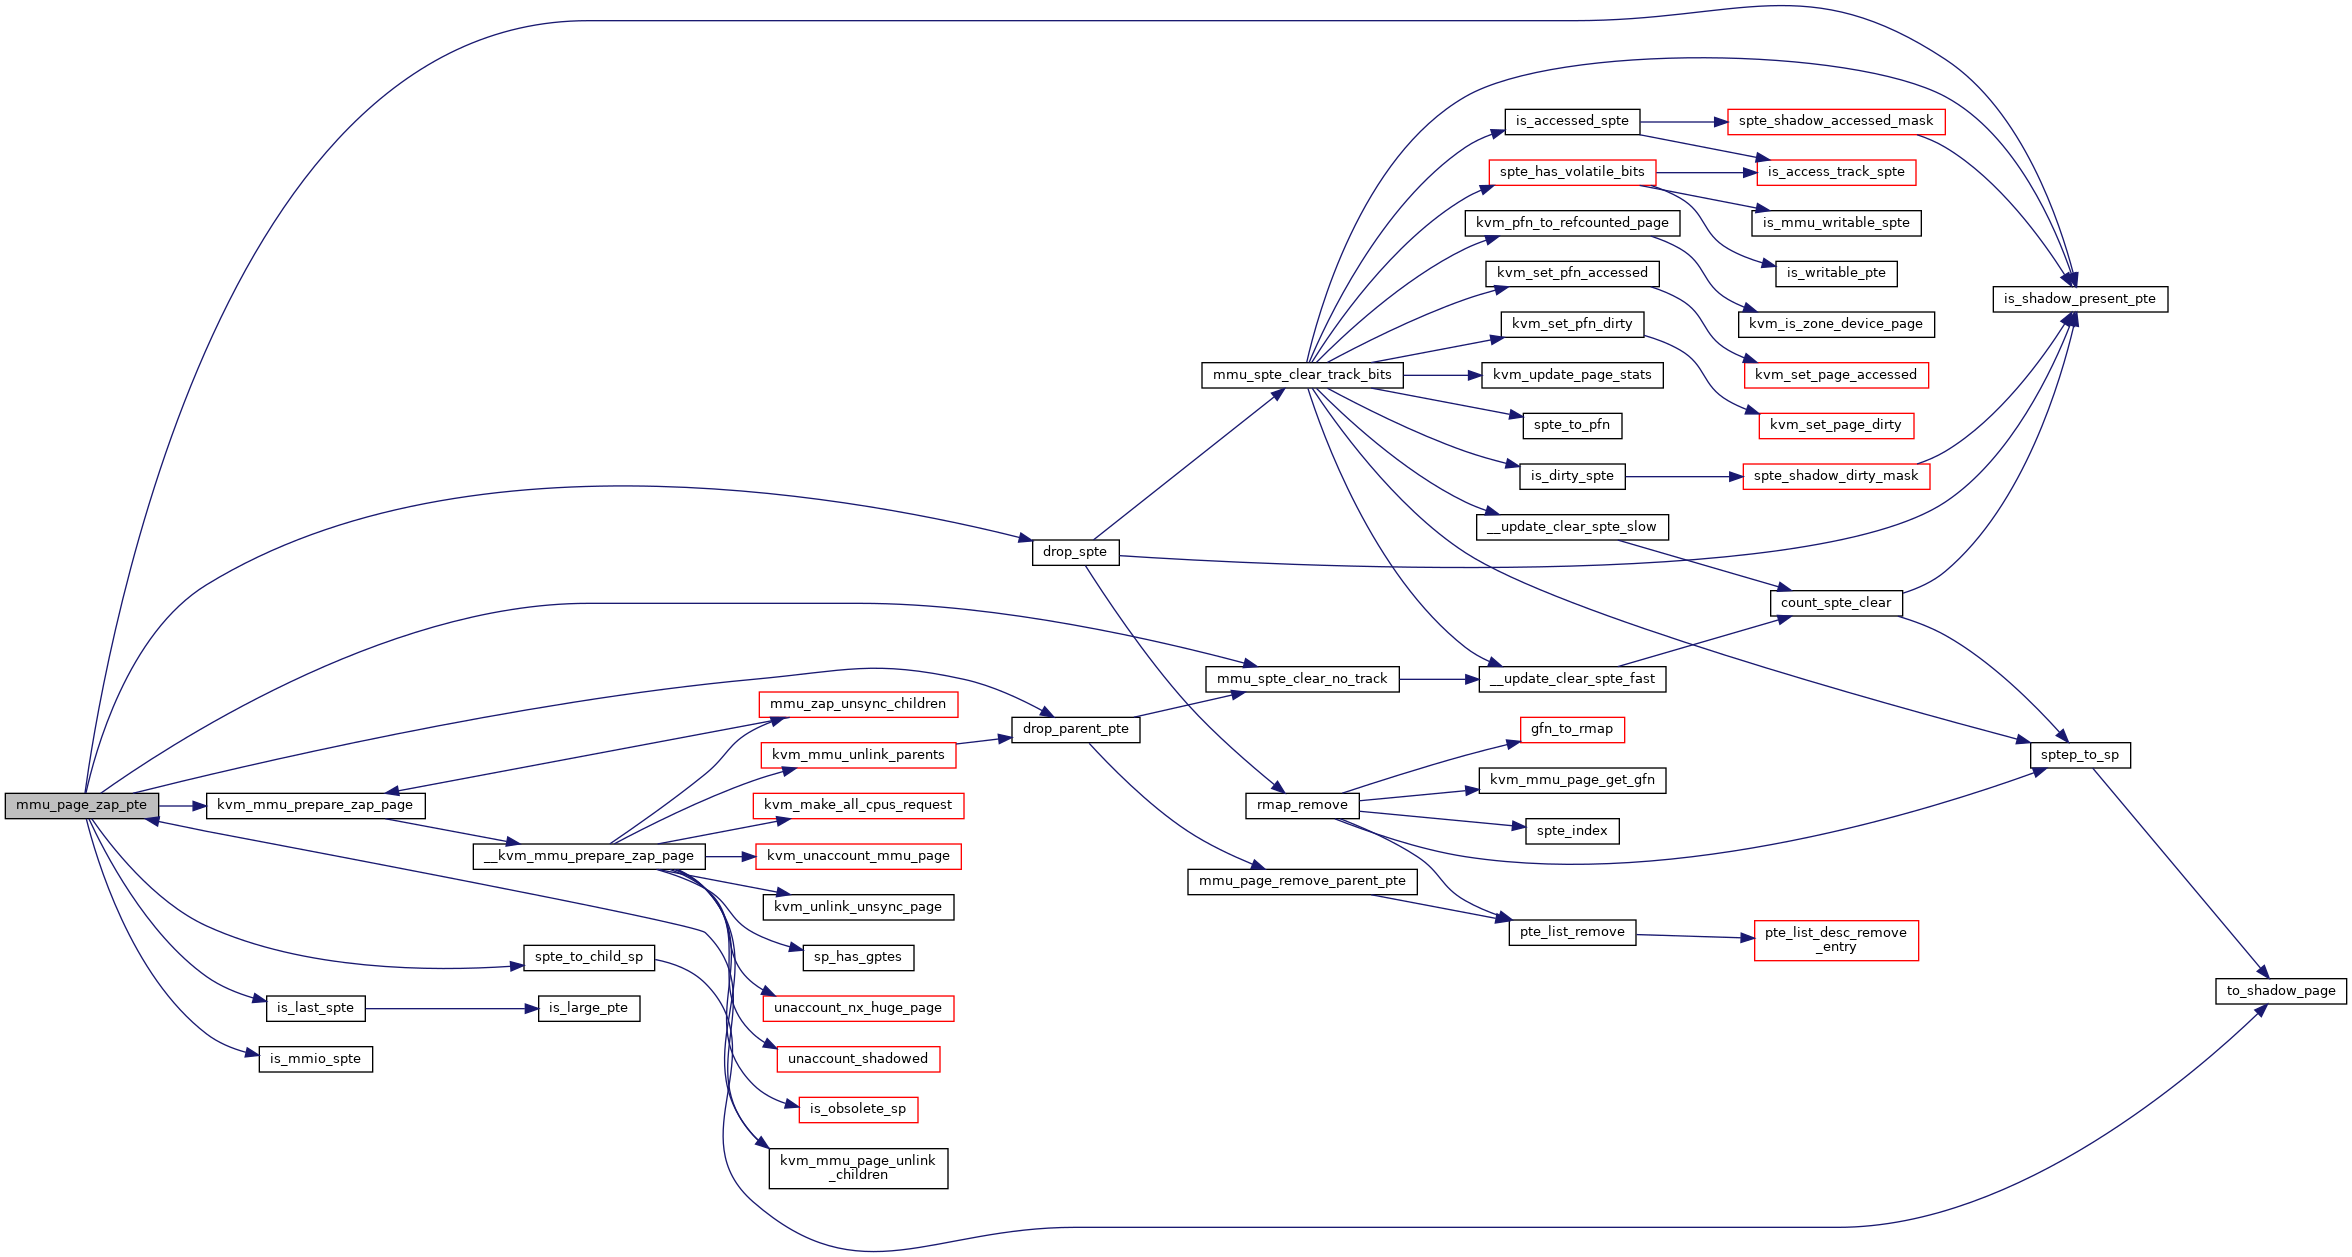 mmu_page_zap_pte
kvm_mmu_prepare_zap_page
__kvm_mmu_prepare_zap_page
spte_to_child_sp
is_last_spte
is_large_pte
is_mmio_spte
mmu_zap_unsync_children
kvm_mmu_unlink_parents
kvm_make_all_cpus_request
kvm_unaccount_mmu_page
kvm_unlink_unsync_page
sp_has_gptes
unaccount_nx_huge_page
unaccount_shadowed
is_obsolete_sp
kvm_mmu_page_unlink
_children
drop_spte
drop_parent_pte
mmu_spte_clear_track_bits
mmu_spte_clear_no_track
rmap_remove
mmu_page_remove_parent_pte
is_accessed_spte
spte_has_volatile_bits
kvm_pfn_to_refcounted_page
kvm_set_pfn_accessed
kvm_set_pfn_dirty
kvm_update_page_stats
spte_to_pfn
is_dirty_spte
__update_clear_spte_slow
__update_clear_spte_fast
gfn_to_rmap
kvm_mmu_page_get_gfn
spte_index
pte_list_remove
spte_shadow_accessed_mask
is_access_track_spte
is_mmu_writable_spte
is_writable_pte
kvm_is_zone_device_page
kvm_set_page_accessed
kvm_set_page_dirty
spte_shadow_dirty_mask
count_spte_clear
pte_list_desc_remove
_entry
is_shadow_present_pte
sptep_to_sp
to_shadow_page